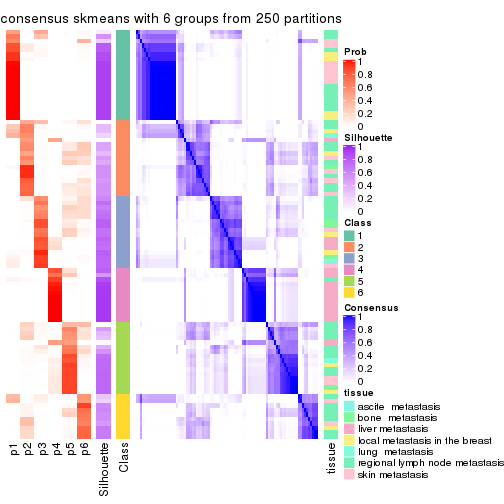 consensus skmeans with 6 groups from 250 partitions
Prob
1
0.8
0.6
0.4
0.2
0
Silhouette
1
0.8
0.6
0.4
0.2
0
Class
1
2
3
4
5
6
Consensus
1
0.8
0.6
0.4
0.2
0
tissue
ascite metastasis
bone metastasis
liver metastasis
local metastasis in the breast
lung metastasis
regional lymph node metastasis
skin metastasis
p1
p2
p3
p4
p5
p6
Silhouette
Class
tissue